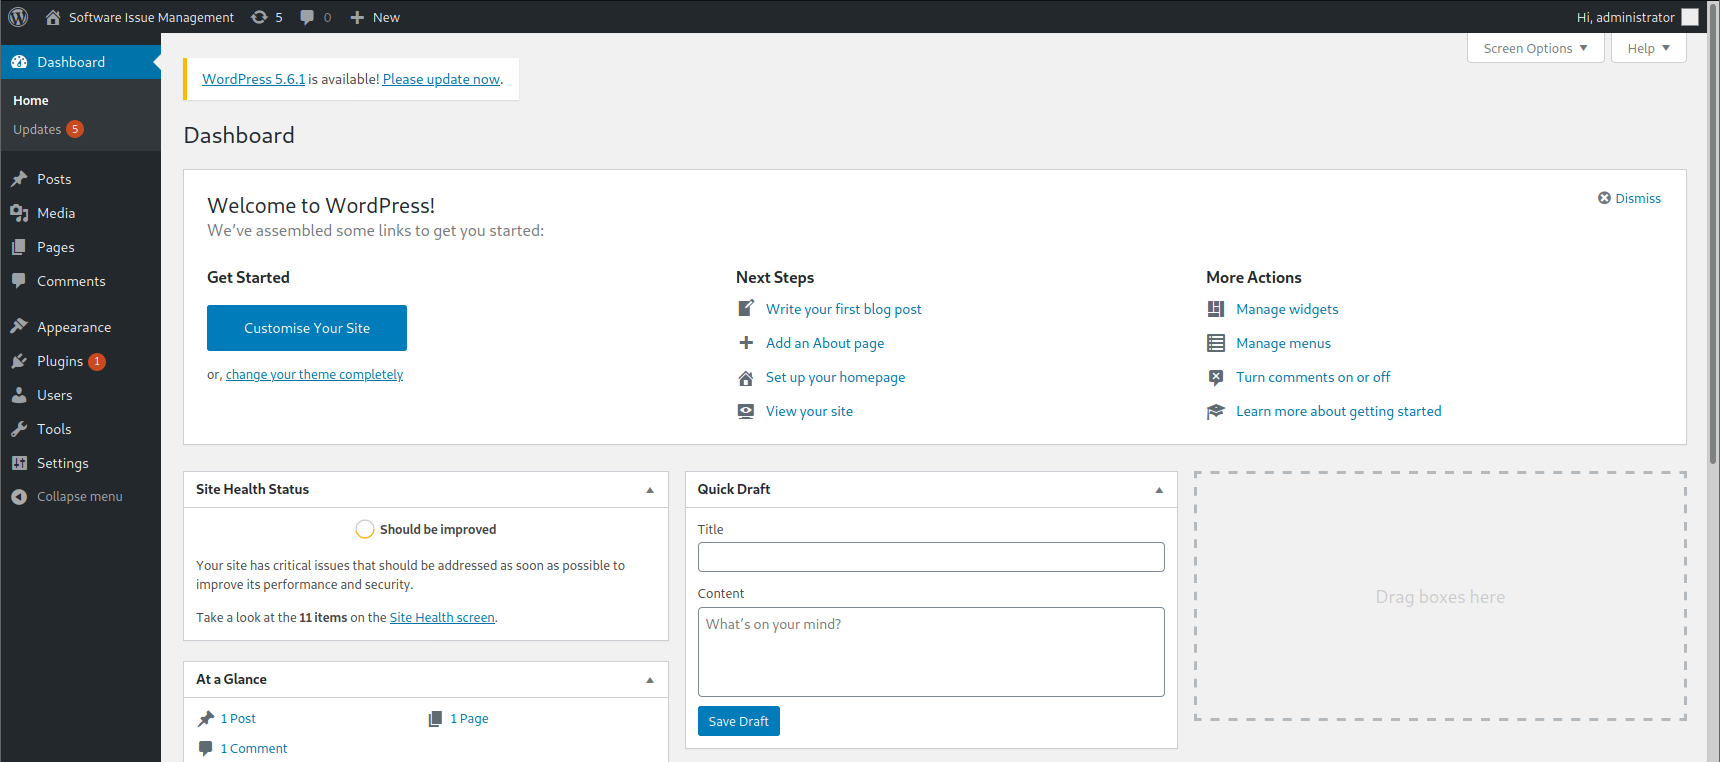 Software Issue Management 5 0 New Hi, administrator
Dashboard
Home
Updates 5
Posts
Media
Pages
Comments
Appearance
Plugins 1
Users
Tools
Settings
Collapse menu
Screen Options Help
WordPress 5.6.1 is available! Please update now.
Dashboard
Welcome to WordPress!
We've assembled some links to get you started:
Dismiss
Get Started
Customise Your Site
or, change your theme completely
Next Steps
Write your first blog post
Add an About page
Set up your homepage
View your site
More Actions
Manage widgets
Manage menus
Turn comments on or off
Learn more about getting started
Site Health Status
Should be improved
Your site has critical issues that should be addressed as soon as possible to
improve its performance and security.
Take a look at the 11 items on the Site Health screen.
At a Glance
1 Post 1 Page
1 Comment
Quick Draft
Title
Content
What's on your mind?
Save Draft
Drag boxes here